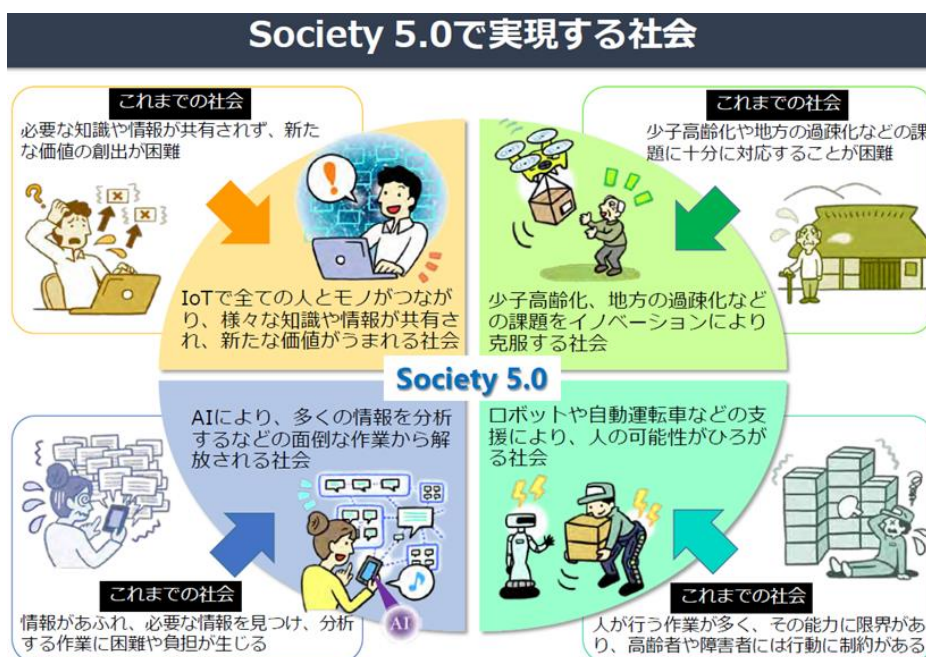 Society 5.0で実現する社会
これまでの社会
必要な知識や情報が共有されず、新た
な価値の創出が困難
IoTで全ての人とモノがつなが
り、様々な知識や情報が共有さ
れ、新たな価値がうまれる社会
これまでの社会
少子高齢化や地方の過疎化などの課
題に十分に対応することが困難
少子高齢化、地方の過疎化など
の課題をイノベーションにより
克服する社会
Society 5.0
AIにより、多くの情報を分析
するなどの面倒な作業から解
放される社会
AI
これまでの社会
情報があふれ、必要な情報を見つけ、分析
する作業に困難や負担が生じる
ロボットや自動運転車などの支
援により、人の可能性がひろが
る社会
これまでの社会
人が行う作業が多く、その能力に限界があ
り、高齢者や障害者には行動に制約がある